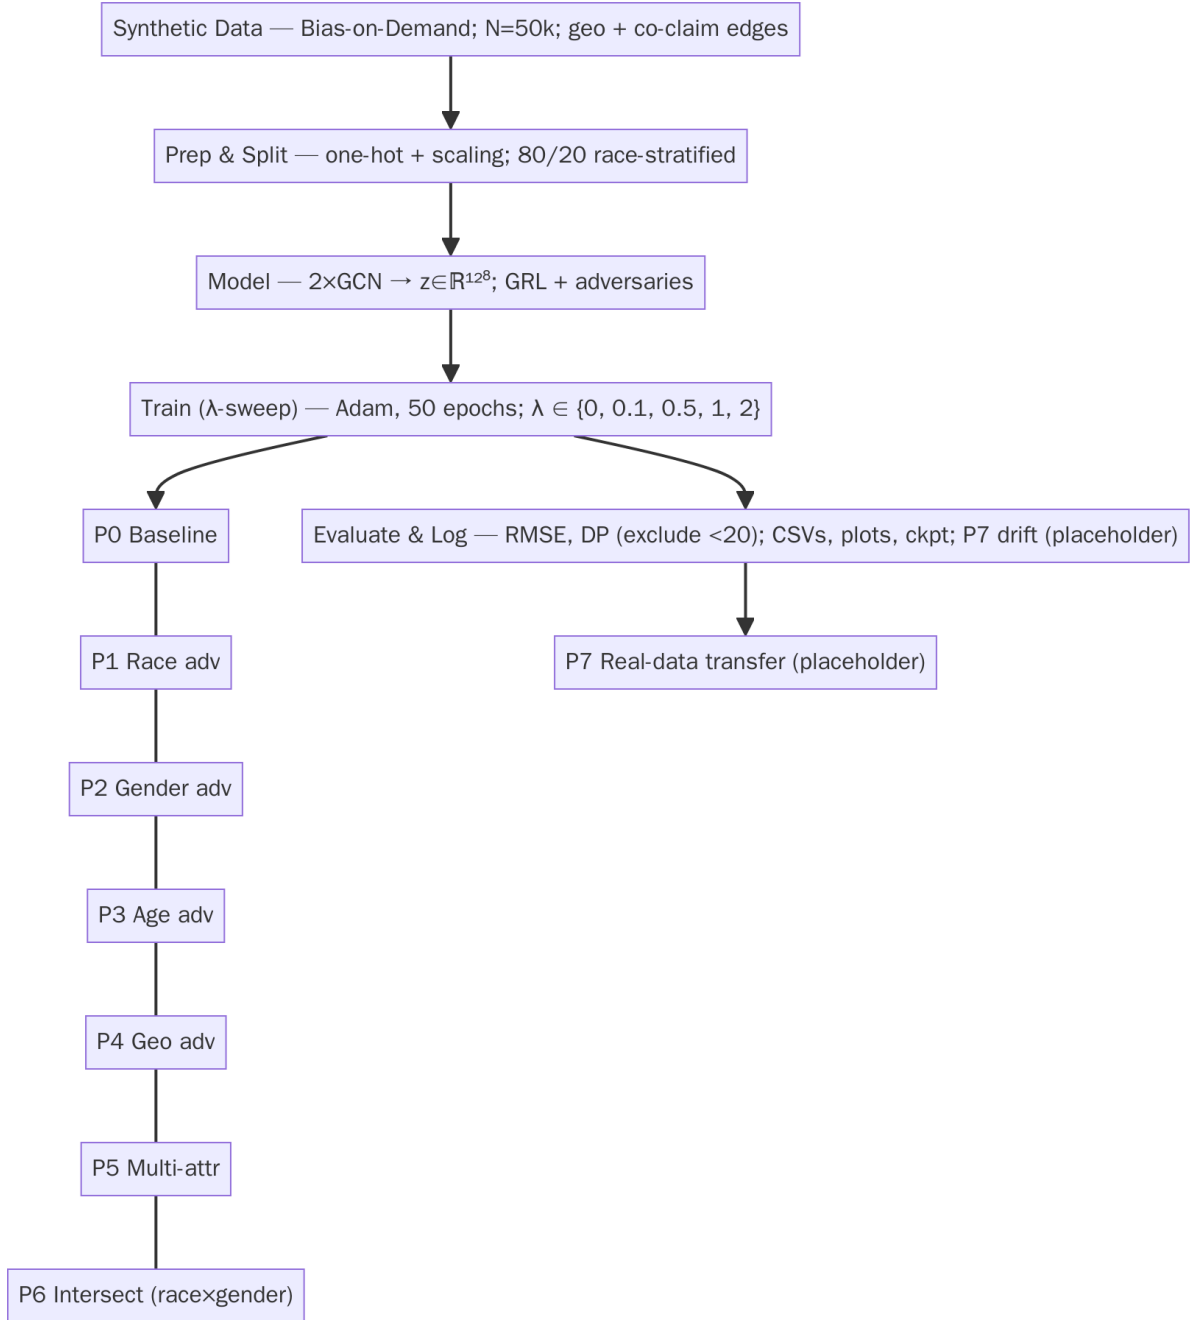 Synthetic Data — Bias-on-Demand; N=50k; geo + co-claim edges
Prep & Split — one-hot + scaling; 80/20 race-stratified
Model — 2×GCN → z∈ℝ¹²⁸; GRL + adversaries
Train (λ-sweep) — Adam, 50 epochs; λ ∈ {0, 0.1, 0.5, 1, 2}
P0 Baseline
Evaluate & Log — RMSE, DP (exclude <20); CSVs, plots, ckpt; P7 drift (placeholder)
P1 Race adv
P7 Real-data transfer (placeholder)
P2 Gender adv
P3 Age adv
P4 Geo adv
P5 Multi-attr
P6 Intersect (race×gender)